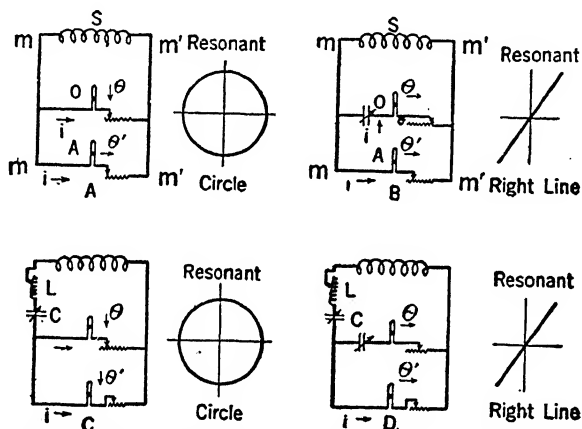 S
m m' Resonant
O θ
i
A θ'
m m'
i A Circle
S
m m' Resonant
O θ
i
A θ'
m m'
i B Right Line
L
C
Resonant
θ
θ'
i C Circle
L
C
Resonant
θ
θ'
i D. Right Line